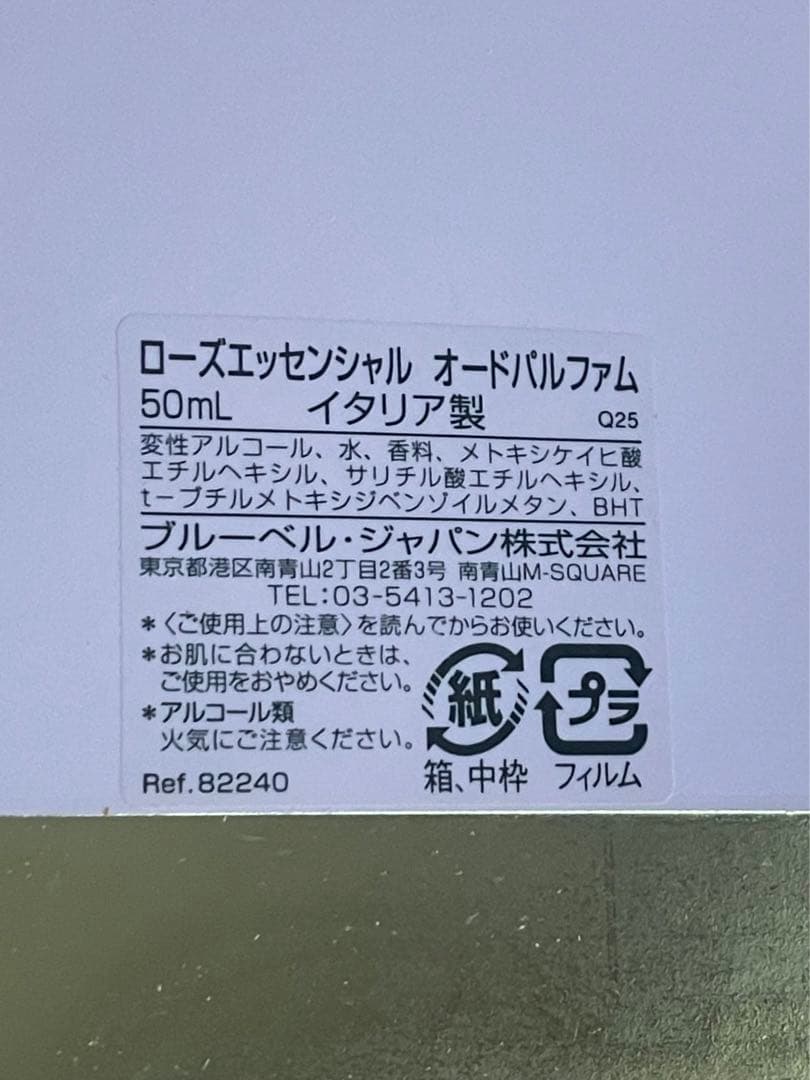 ローズエッセンシャル オードパルファム
50mL イタリア製 Q25
変性アルコール、水、香料、メトキシケイヒ酸
エチルヘキシル、サリチル酸エチルヘキシル、
t-ブチルメトキシジベンゾイルメタン、BHT
ブルーベル・ジャパン株式会社
東京都港区南青山2丁目2番3号 南青山M-SQUARE
TEL:03-5413-1202
*〈ご使用上の注意〉を読んでからお使いください。
*お肌に合わないときは、
ご使用をおやめください。
*アルコール類
火気にご注意ください。
紙 プラ
箱、中枠 フィルム
Ref.82240